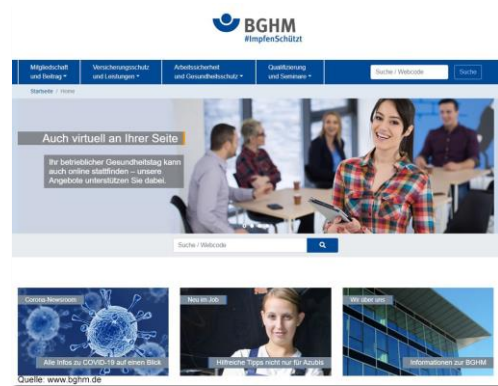 BGHM
#ImpfenSchützt
Mitgliedschaft
und Beitrag
Versicherungsschutz
und Leistungen
Arbeitssicherheit
und Gesundheitsschutz
Qualifizierung
und Seminare
Suche / Webcode
Suche
Startseite / Home
Auch virtuell an Ihrer Seite
Ihr betrieblicher Gesundheitstag kann
auch online stattfinden – unsere
Angebote unterstützen Sie dabei.
Suche / Webcode
Corona-Newsroom
Alle Infos zu COVID-19 auf einen Blick
Neu im Job
Hilfreiche Tipps nicht nur für Azubis
Wir über uns
Informationen zur BGHM
Quelle: www.bghm.de